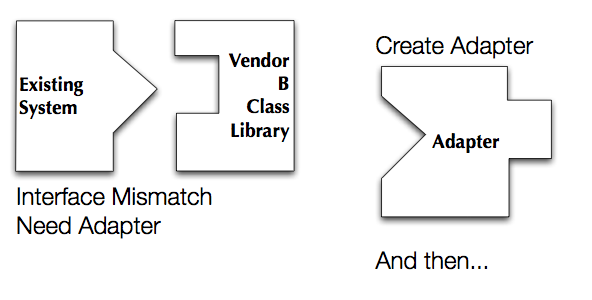 Existing
System
Vendor
B
Class
Library
Interface Mismatch
Need Adapter
Create Adapter
Adapter
And then...